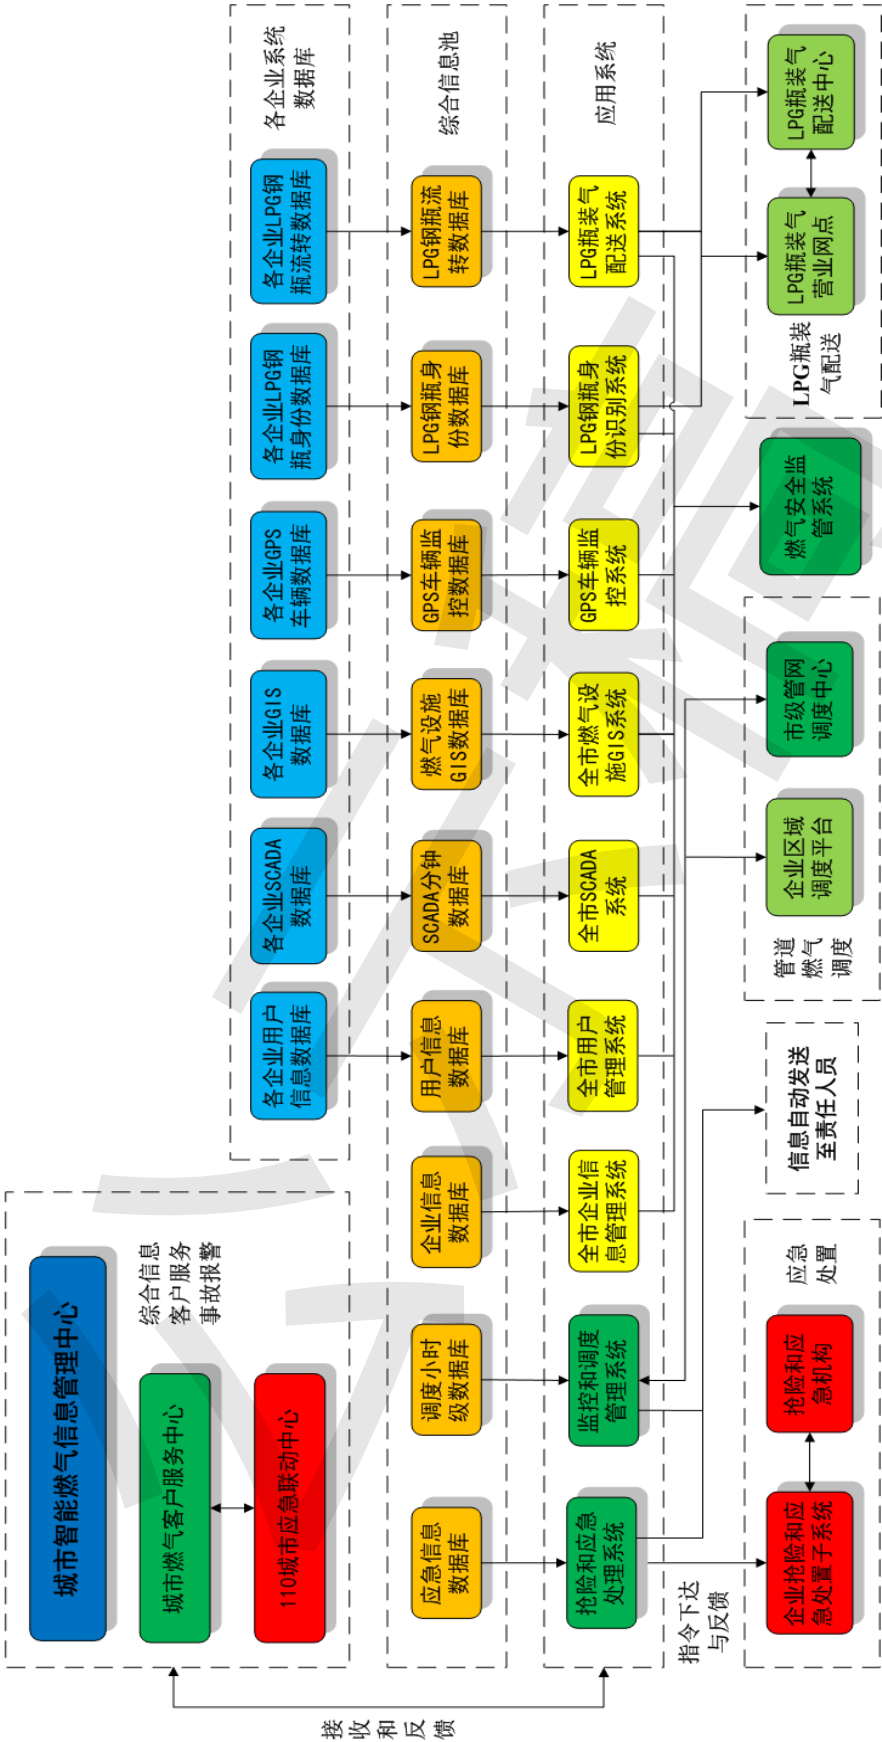 城市智能燃气信息管理中心
城市燃气客户服务中心
110城市应急联动中心
综合信息
客户服务
事故报警
各企业用户
信息数据库
各企业SCADA
数据库
各企业GIS
数据库
各企业GPS
车辆数据库
各企业LPG钢
瓶身份数据库
各企业LPG钢
瓶流转数据库
各企业系统
数据库
接
收
和
反
馈
应急信息
数据库
调度小时
级数据库
企业信息
数据库
用户信息
数据库
SCADA分钟
数据库
燃气设施
GIS数据库
GPS车辆监
控数据库
LPG钢瓶身
份数据库
LPG钢瓶流
转数据库
综合信息池
抢险和应急
处理系统
监控和调度
管理系统
全市企业信
息管理系统
全市用户
管理系统
全市SCADA
系统
全市燃气设
施GIS系统
GPS车辆监
控系统
LPG钢瓶身
份识别系统
LPG瓶装气
配送系统
应用系统
指令下达
与反馈
企业抢险和应
急处置子系统
抢险和应
急机构
应急
处置
信息自动发送
至责任人员
管道
燃气
调度
企业区域
调度平台
市级管网
调度中心
燃气安全监
管系统
LPG瓶装
气配送
LPG瓶装气
营业网点
LPG瓶装气
配送中心